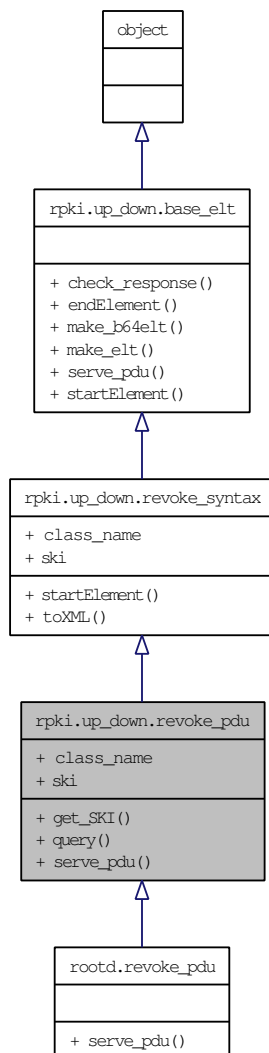 object
rpki.up_down.base_elt
+ check_response()
+ endElement()
+ make_b64elt()
+ make_elt()
+ serve_pdu()
+ startElement()
rpki.up_down.revoke_syntax
+ class_name
+ ski
+ startElement()
+ toXML()
rpki.up_down.revoke_pdu
+ class_name
+ ski
+ get_SKI()
+ query()
+ serve_pdu()
rootd.revoke_pdu
+ serve_pdu()